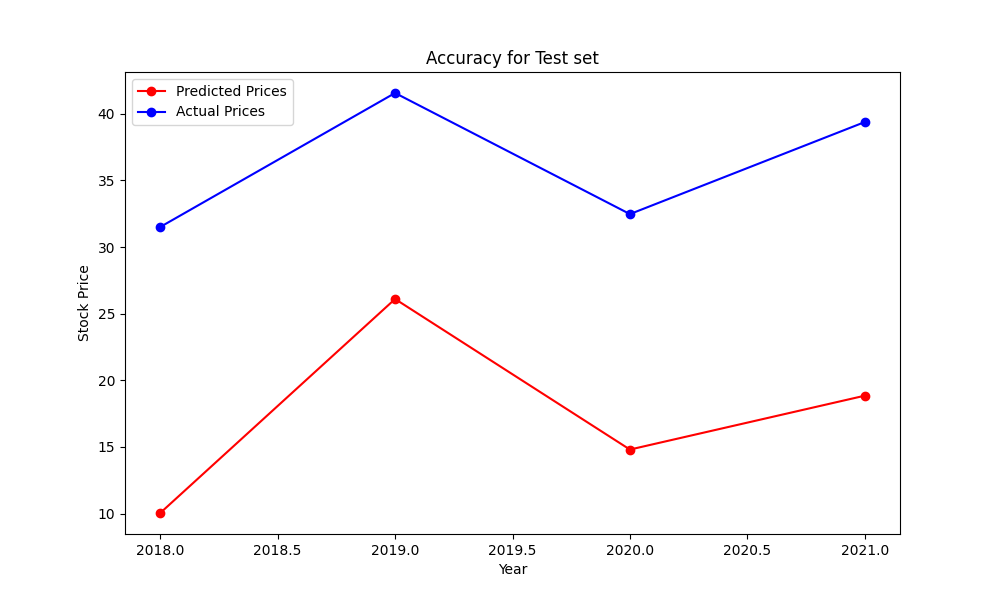 Accuracy for Test set
Predicted Prices
Actual Prices
Stock Price
40
35
30
25
20
15
10
2018.0 2018.5 2019.0 2019.5 2020.0 2020.5 2021.0
Year